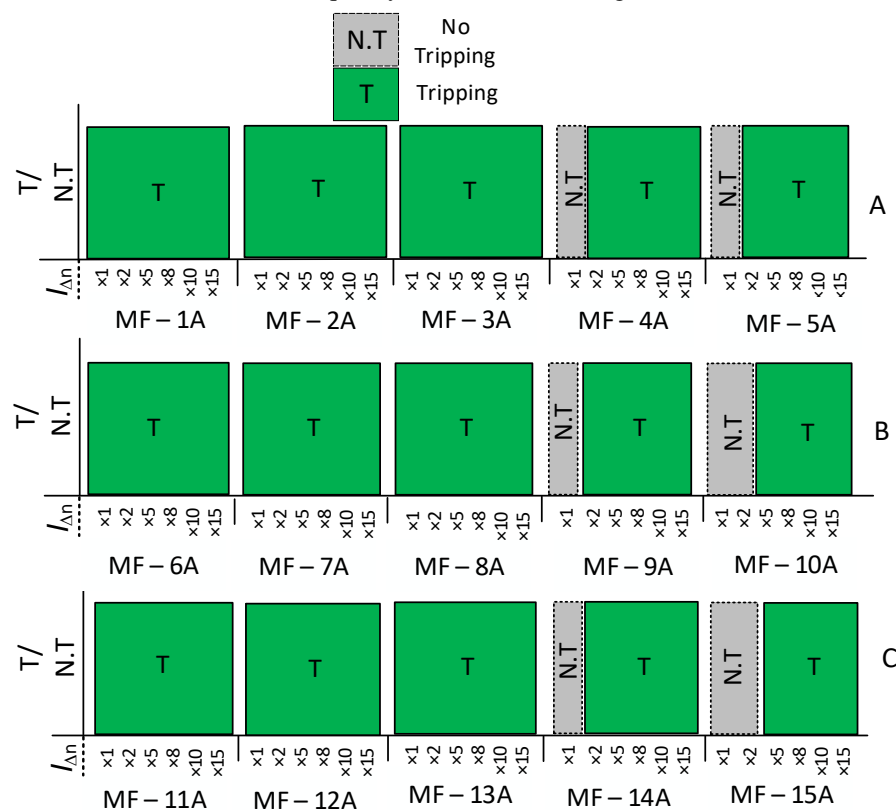 N.T
No
Tripping
T
Tripping
T/
N.T
T
T
T
N.T
T
N.T
T
A
IΔn
×1 ×2 ×5 ×8 ×10 ×15
×1 ×2 ×5 ×8 ×10 ×15
×1 ×2 ×5 ×8 ×10 ×15
×1 ×2 ×5 ×8 ×10 ×15
×1 ×2 ×5 ×8 ×10 ×15
MF – 1A
MF – 2A
MF – 3A
MF – 4A
MF – 5A
T/
N.T
T
T
T
N.T
T
N.T
T
B
IΔn
×1 ×2 ×5 ×8 ×10 ×15
×1 ×2 ×5 ×8 ×10 ×15
×1 ×2 ×5 ×8 ×10 ×15
×1 ×2 ×5 ×8 ×10 ×15
×1 ×2 ×5 ×8 ×10 ×15
MF – 6A
MF – 7A
MF – 8A
MF – 9A
MF – 10A
T/
N.T
T
T
T
N.T
T
N.T
T
C
IΔn
×1 ×2 ×5 ×8 ×10 ×15
×1 ×2 ×5 ×8 ×10 ×15
×1 ×2 ×5 ×8 ×10 ×15
×1 ×2 ×5 ×8 ×10 ×15
×1 ×2 ×5 ×8 ×10 ×15
MF – 11A
MF – 12A
MF – 13A
MF – 14A
MF – 15A